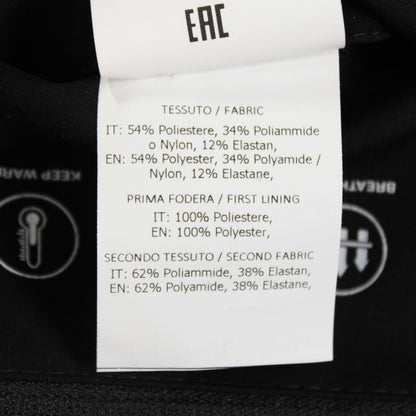 EAC
TESSUTO / FABRIC
IT: 54% Poliestere, 34% Poliammide
o Nylon, 12% Elastan,
EN: 54% Polyester, 34% Polyamide /
Nylon, 12% Elastane,
PRIMA FODERA / FIRST LINING
IT: 100% Poliestere,
EN: 100% Polyester,
SECONDO TESSUTO / SECOND FABRIC
IT: 62% Poliammide, 38% Elastan,
EN: 62% Polyamide, 38% Elastane,
KEEP WARM